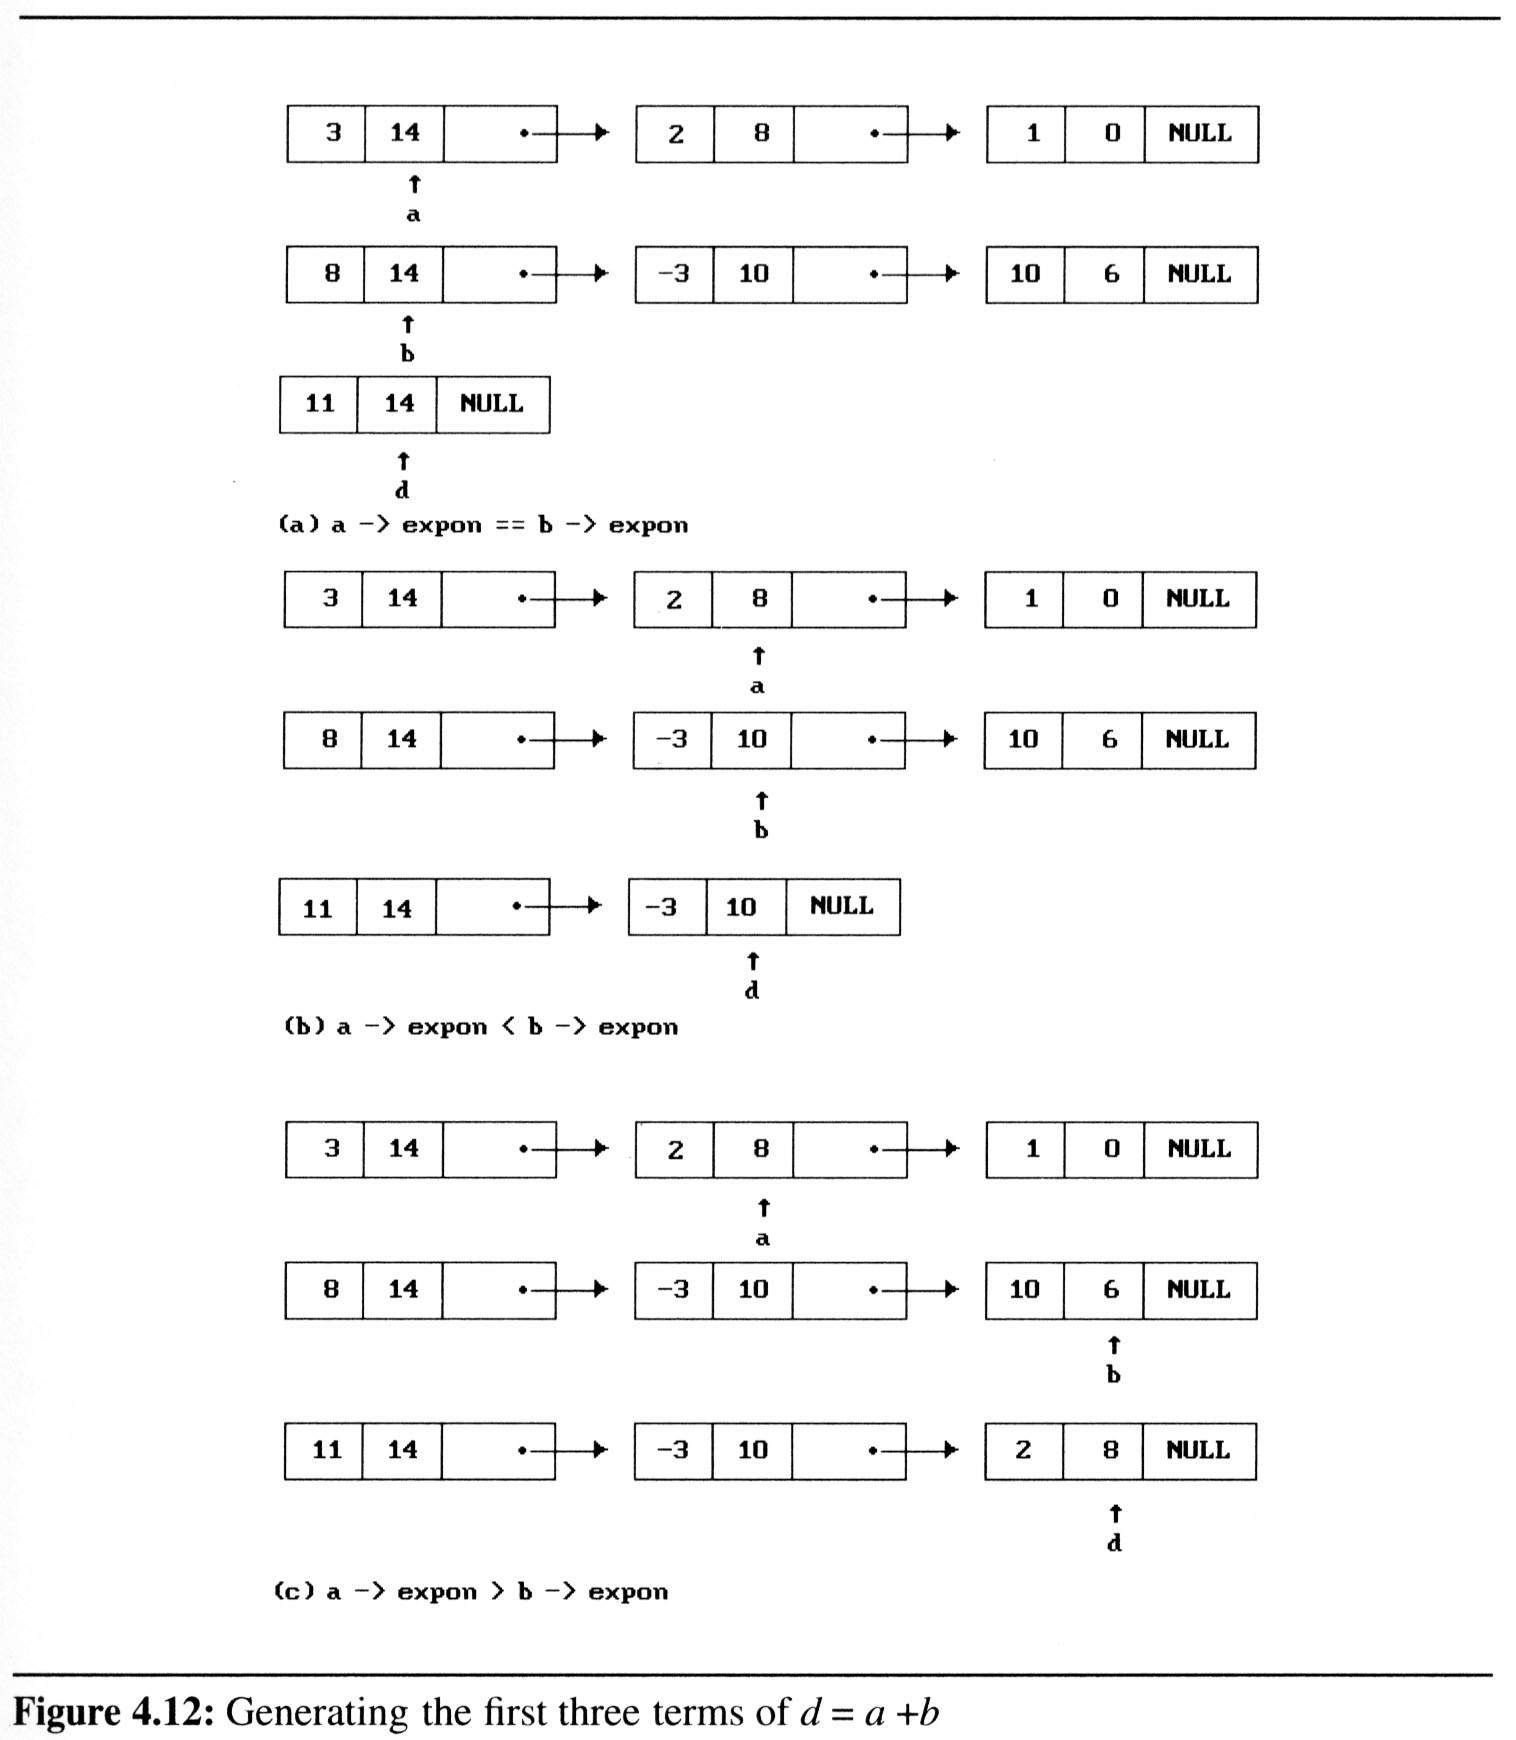 3 14 2 8 1 0 NULL
a
8 14 -3 10 10 6 NULL
b
11 14 NULL
d
(a) a -> expon == b -> expon
3 14 2 8 1 0 NULL
a
8 14 -3 10 10 6 NULL
b
11 14 -3 10 NULL
d
(b) a -> expon < b -> expon
3 14 2 8 1 0 NULL
a
8 14 -3 10 10 6 NULL
b
11 14 -3 10 2 8 NULL
d
(c) a -> expon > b -> expon
Figure 4.12: Generating the first three terms of d = a +b